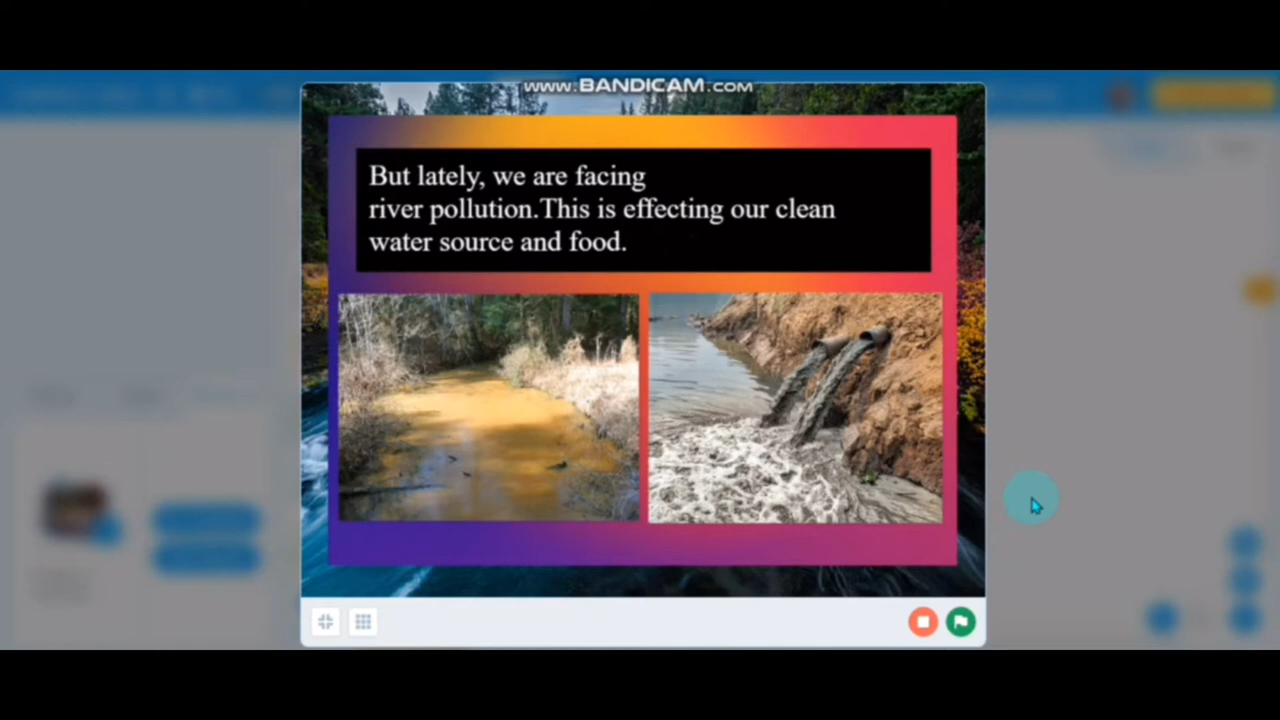 www.BANDICAM.com
But lately, we are facing
river pollution.This is effecting our clean
water source and food.